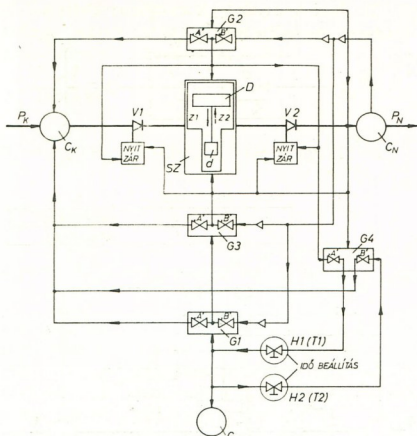 G2
A' B'
D
P_K
V1
Z1 Z2
V2
P_N
C_K
NYIT
ZÁR
SZ
d
NYIT
ZÁR
C_N
A' B'
G3
G4
A' B'
A' B'
G1
H1 (T1)
IDŐ BEÁLLÍTÁS
H2 (T2)